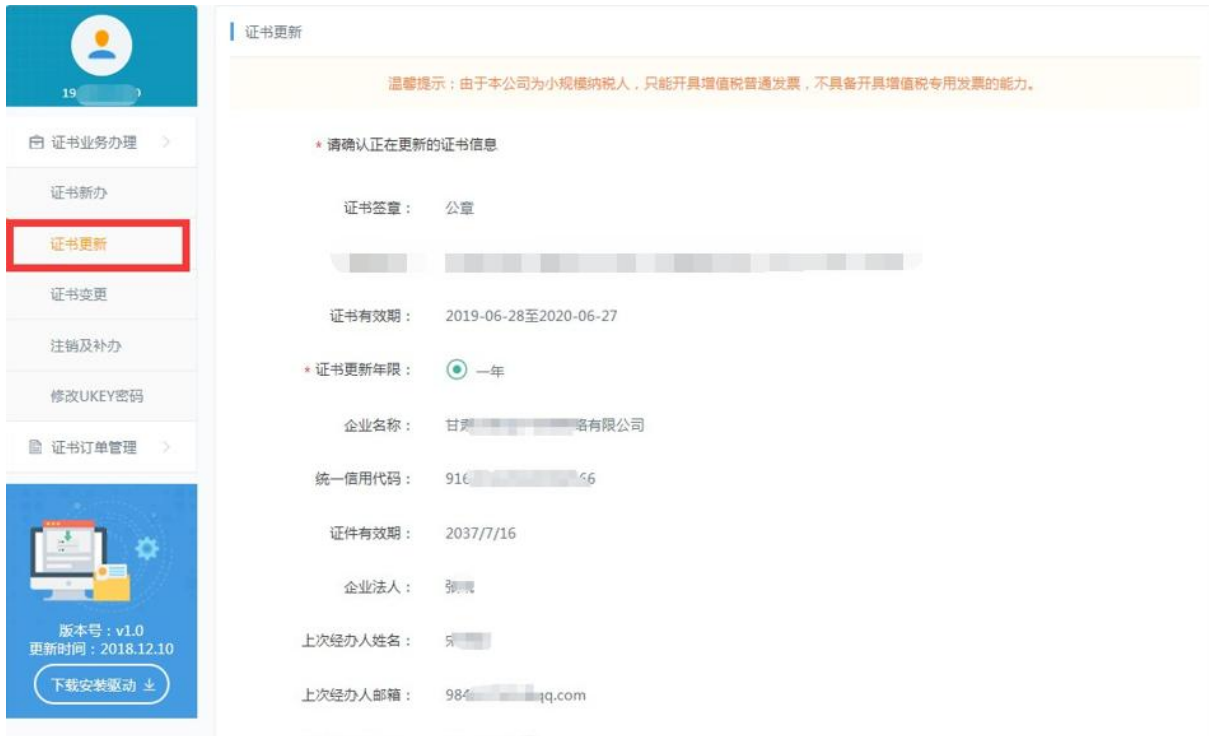 19
证书业务办理
证书新办
证书更新
证书变更
注销及补办
修改UKEY密码
证书订单管理
版本号：v1.0
更新时间：2018.12.10
下载安装驱动
证书更新
温馨提示：由于本公司为小规模纳税人，只能开具增值税普通发票，不具备开具增值税专用发票的能力。
* 请确认正在更新的证书信息
证书签章： 公章
证书有效期： 2019-06-28至2020-06-27
* 证书更新年限： 一年
企业名称： 甘肃 有限公司
统一信用代码： 916 66
证件有效期： 2037/7/16
企业法人： 张
上次经办人姓名：
上次经办人邮箱： 984 qq.com